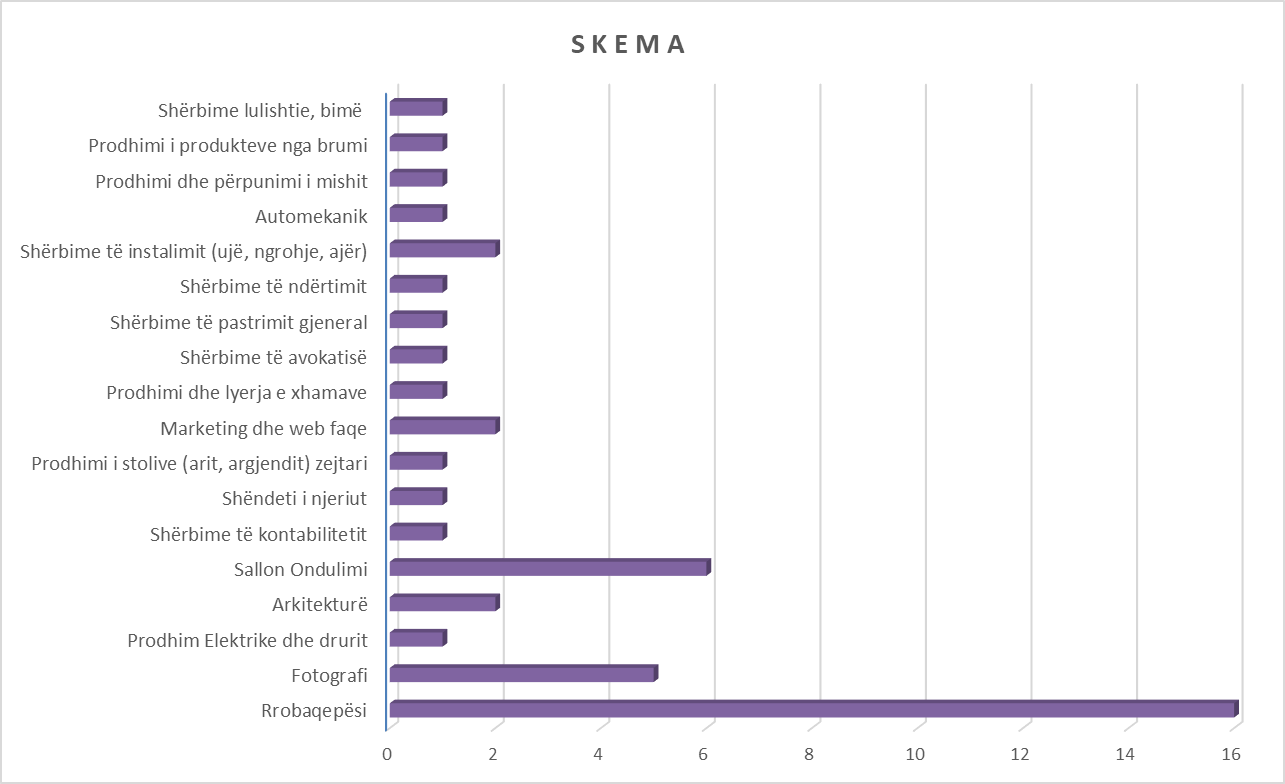 SKEMA
Shërbime lulishtie, bimë
Prodhimi i produkteve nga brumi
Prodhimi dhe përpunimi i mishit
Automekanik
Shërbime të instalimit (ujë, ngrohje, ajër)
Shërbime të ndërtimit
Shërbime të pastrimit gjeneral
Shërbime të avokatisë
Prodhimi dhe lyerja e xhamave
Marketing dhe web faqe
Prodhimi i stolive (arit, argjendit) zejtari
Shëndeti i njeriut
Shërbime të kontabilitetit
Sallon Ondulimi
Arkitekturë
Prodhim Elektrike dhe drurit
Fotografi
Rrobaqepësi
0 2 4 6 8 10 12 14 16